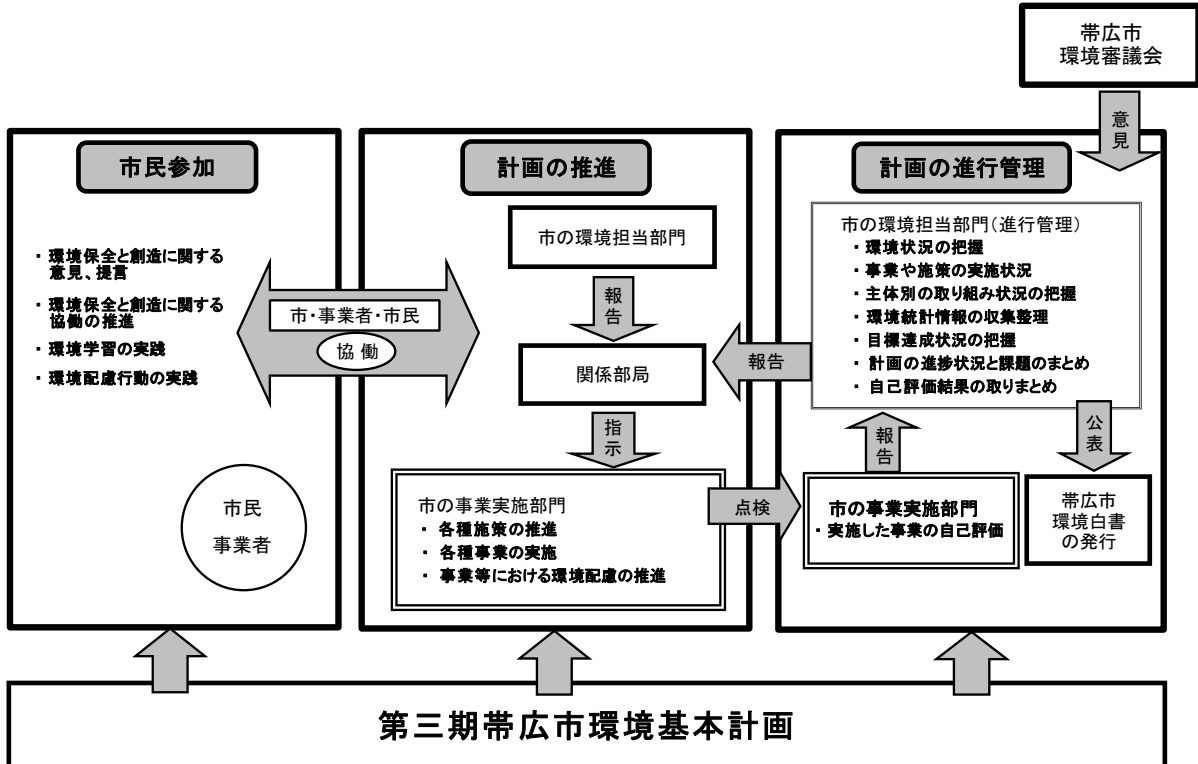 帯広市
環境審議会
意見
市民参加
・ 環境保全と創造に関する
意見、提言
・ 環境保全と創造に関する
協働の推進
・ 環境学習の実践
・ 環境配慮行動の実践
市民
事業者
市・事業者・市民
協働
計画の推進
市の環境担当部門
報告
関係部局
指示
市の事業実施部門
・ 各種施策の推進
・ 各種事業の実施
・ 事業等における環境配慮の推進
報告
点検
計画の進行管理
市の環境担当部門(進行管理)
・ 環境状況の把握
・ 事業や施策の実施状況
・ 主体別の取り組み状況の把握
・ 環境統計情報の収集整理
・ 目標達成状況の把握
・ 計画の進捗状況と課題のまとめ
・ 自己評価結果の取りまとめ
報告
公表
市の事業実施部門
・実施した事業の自己評価
帯広市
環境白書
の発行
第三期帯広市環境基本計画